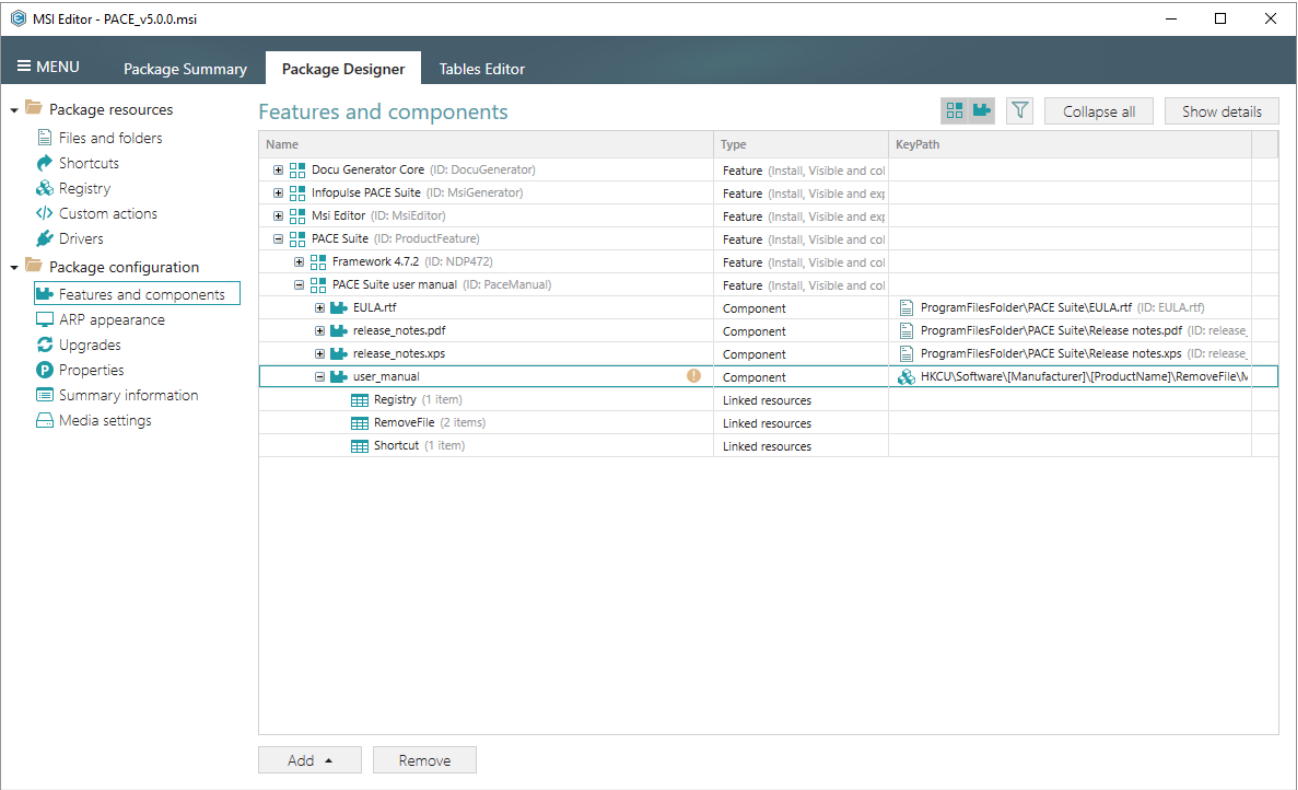 MSI Editor - PACE_v5.0.0.msi
MENU Package Summary Package Designer Tables Editor
Package resources
Files and folders
Shortcuts
Registry
Custom actions
Drivers
Package configuration
Features and components
ARP appearance
Upgrades
Properties
Summary information
Media settings
Features and components Collapse all Show details
Name Type KeyPath
Docu Generator Core (ID: DocuGenerator) Feature (Install, Visible and col
Infopulse PACE Suite (ID: MsiGenerator) Feature (Install, Visible and exp
Msi Editor (ID: MsiEditor) Feature (Install, Visible and exp
PACE Suite (ID: ProductFeature) Feature (Install, Visible and col
Framework 4.7.2 (ID: NDP472) Feature (Install, Visible and col
PACE Suite user manual (ID: PaceManual) Feature (Install, Visible and col
EULA.rtf Component ProgramFilesFolder\PACE Suite\EULA.rtf (ID: EULA.rtf)
release_notes.pdf Component ProgramFilesFolder\PACE Suite\Release notes.pdf (ID: release_
release_notes.xps Component ProgramFilesFolder\PACE Suite\Release notes.xps (ID: release_
user_manual Component HKCU\Software\[Manufacturer]\[ProductName]\RemoveFile\M
Registry (1 item) Linked resources
RemoveFile (2 items) Linked resources
Shortcut (1 item) Linked resources
Add Remove